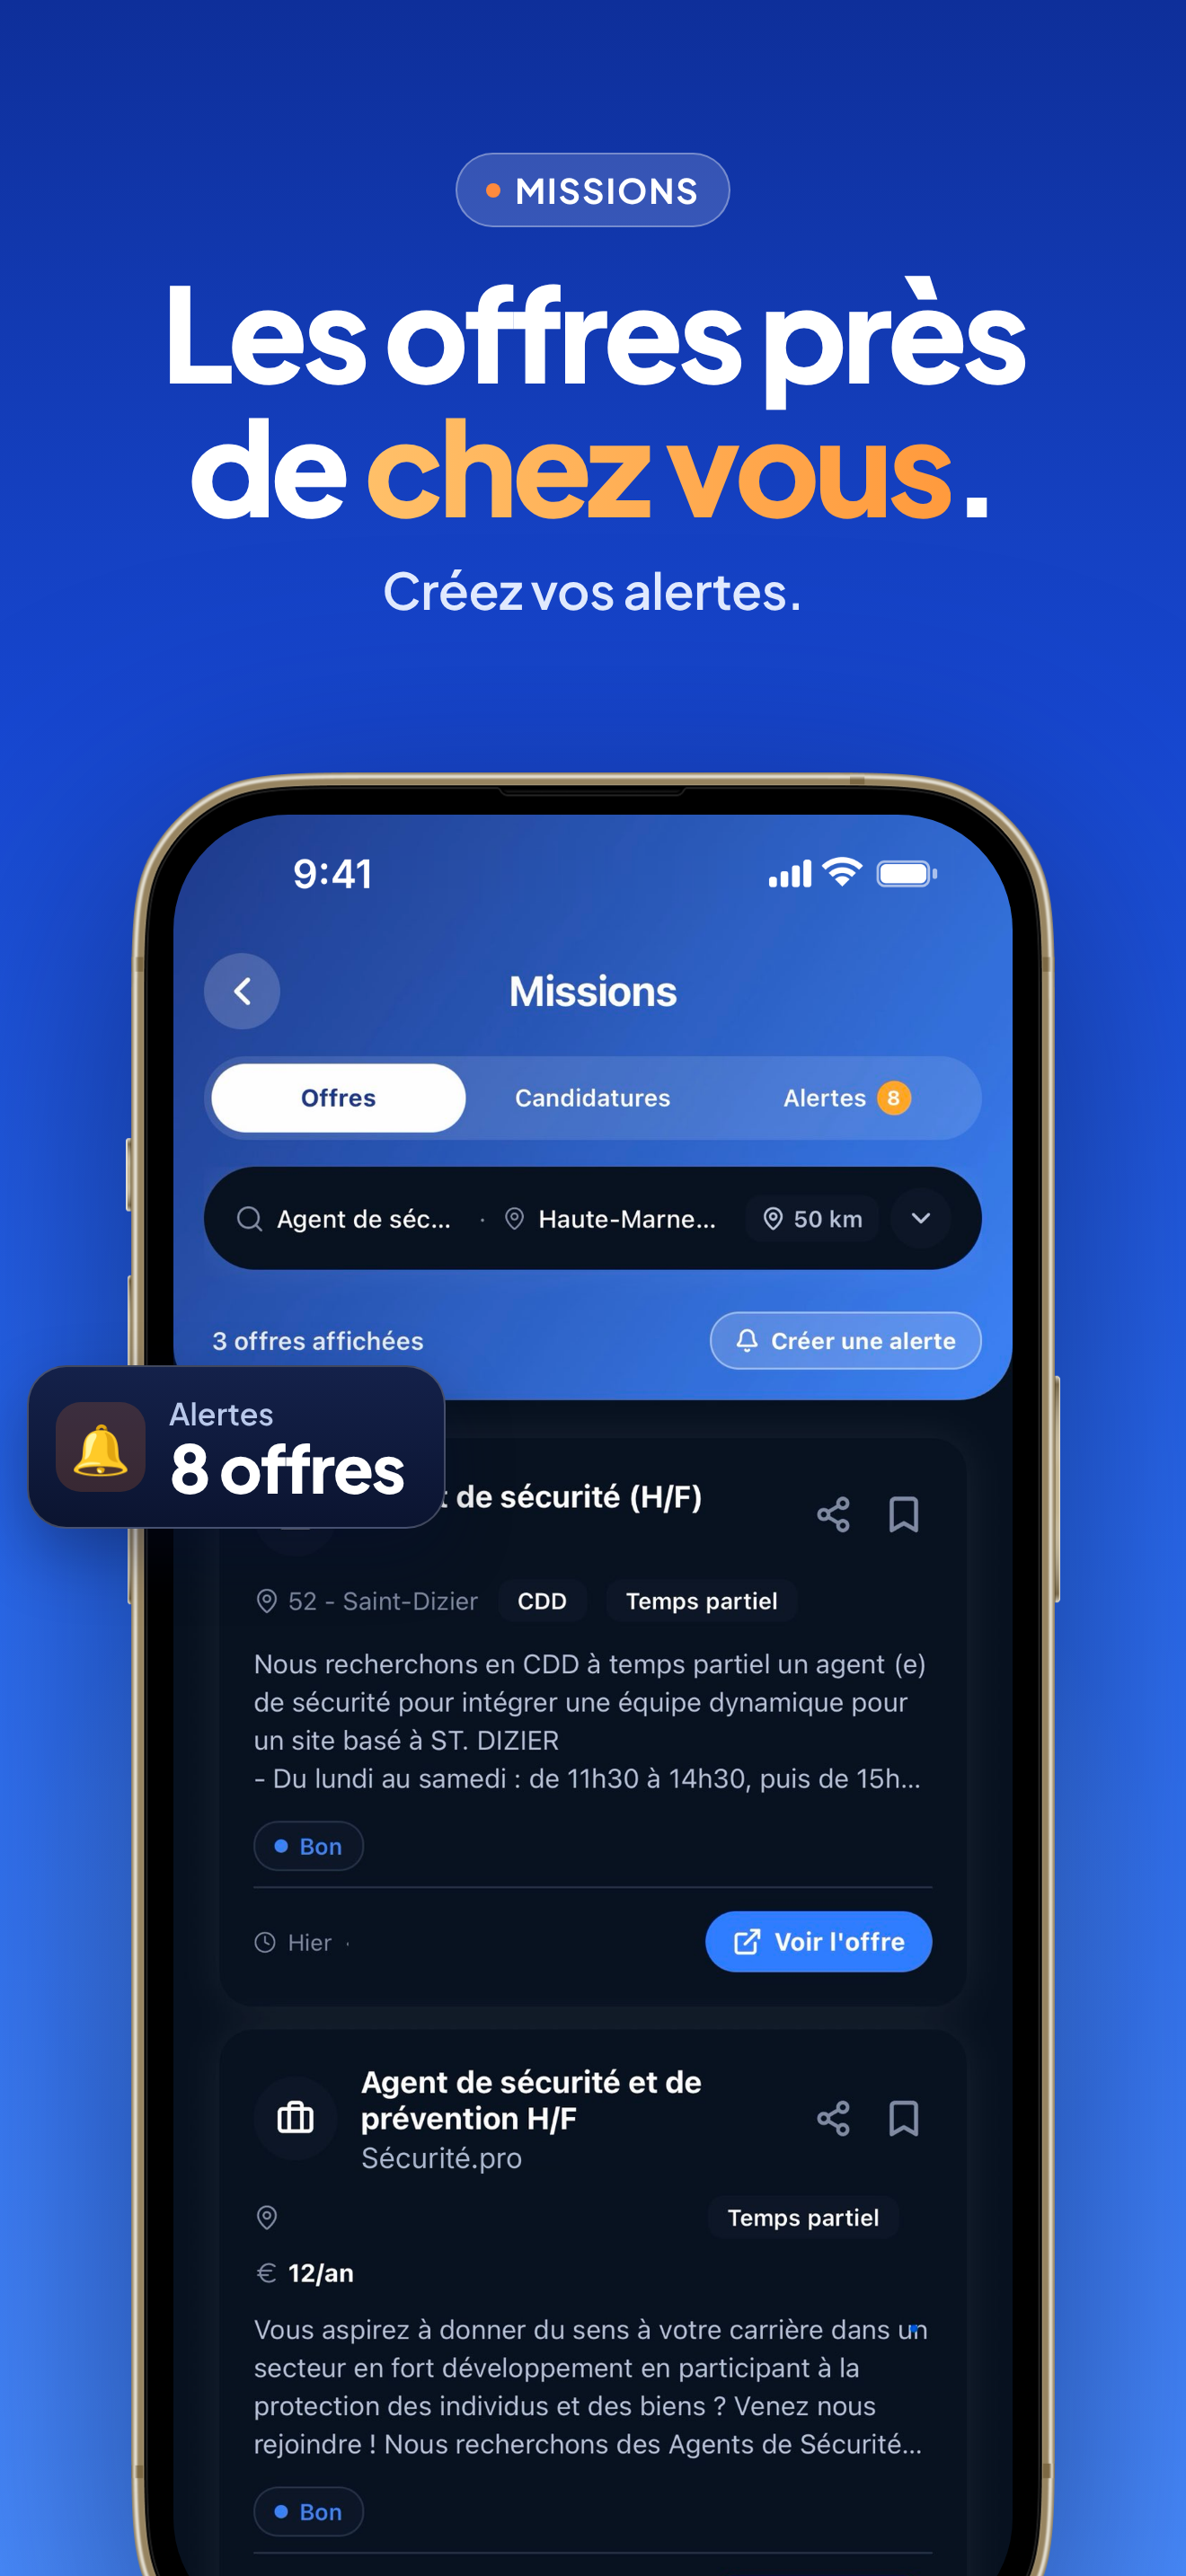 MISSIONS
Les offres près
de chez vous.
Créez vos alertes.
9:41
Missions
Offres
Candidatures
Alertes 8
Agent de séc... · Haute-Marne... 50 km
3 offres affichées
Créer une alerte
Alertes
8 offres
de sécurité (H/F)
52 - Saint-Dizier
CDD
Temps partiel
Nous recherchons en CDD à temps partiel un agent (e)
de sécurité pour intégrer une équipe dynamique pour
un site basé à ST. DIZIER
- Du lundi au samedi : de 11h30 à 14h30, puis de 15h...
Bon
Hier ·
Voir l'offre
Agent de sécurité et de
prévention H/F
Sécurité.pro
Temps partiel
€ 12/an
Vous aspirez à donner du sens à votre carrière dans un
secteur en fort développement en participant à la
protection des individus et des biens ? Venez nous
rejoindre ! Nous recherchons des Agents de Sécurité...
Bon